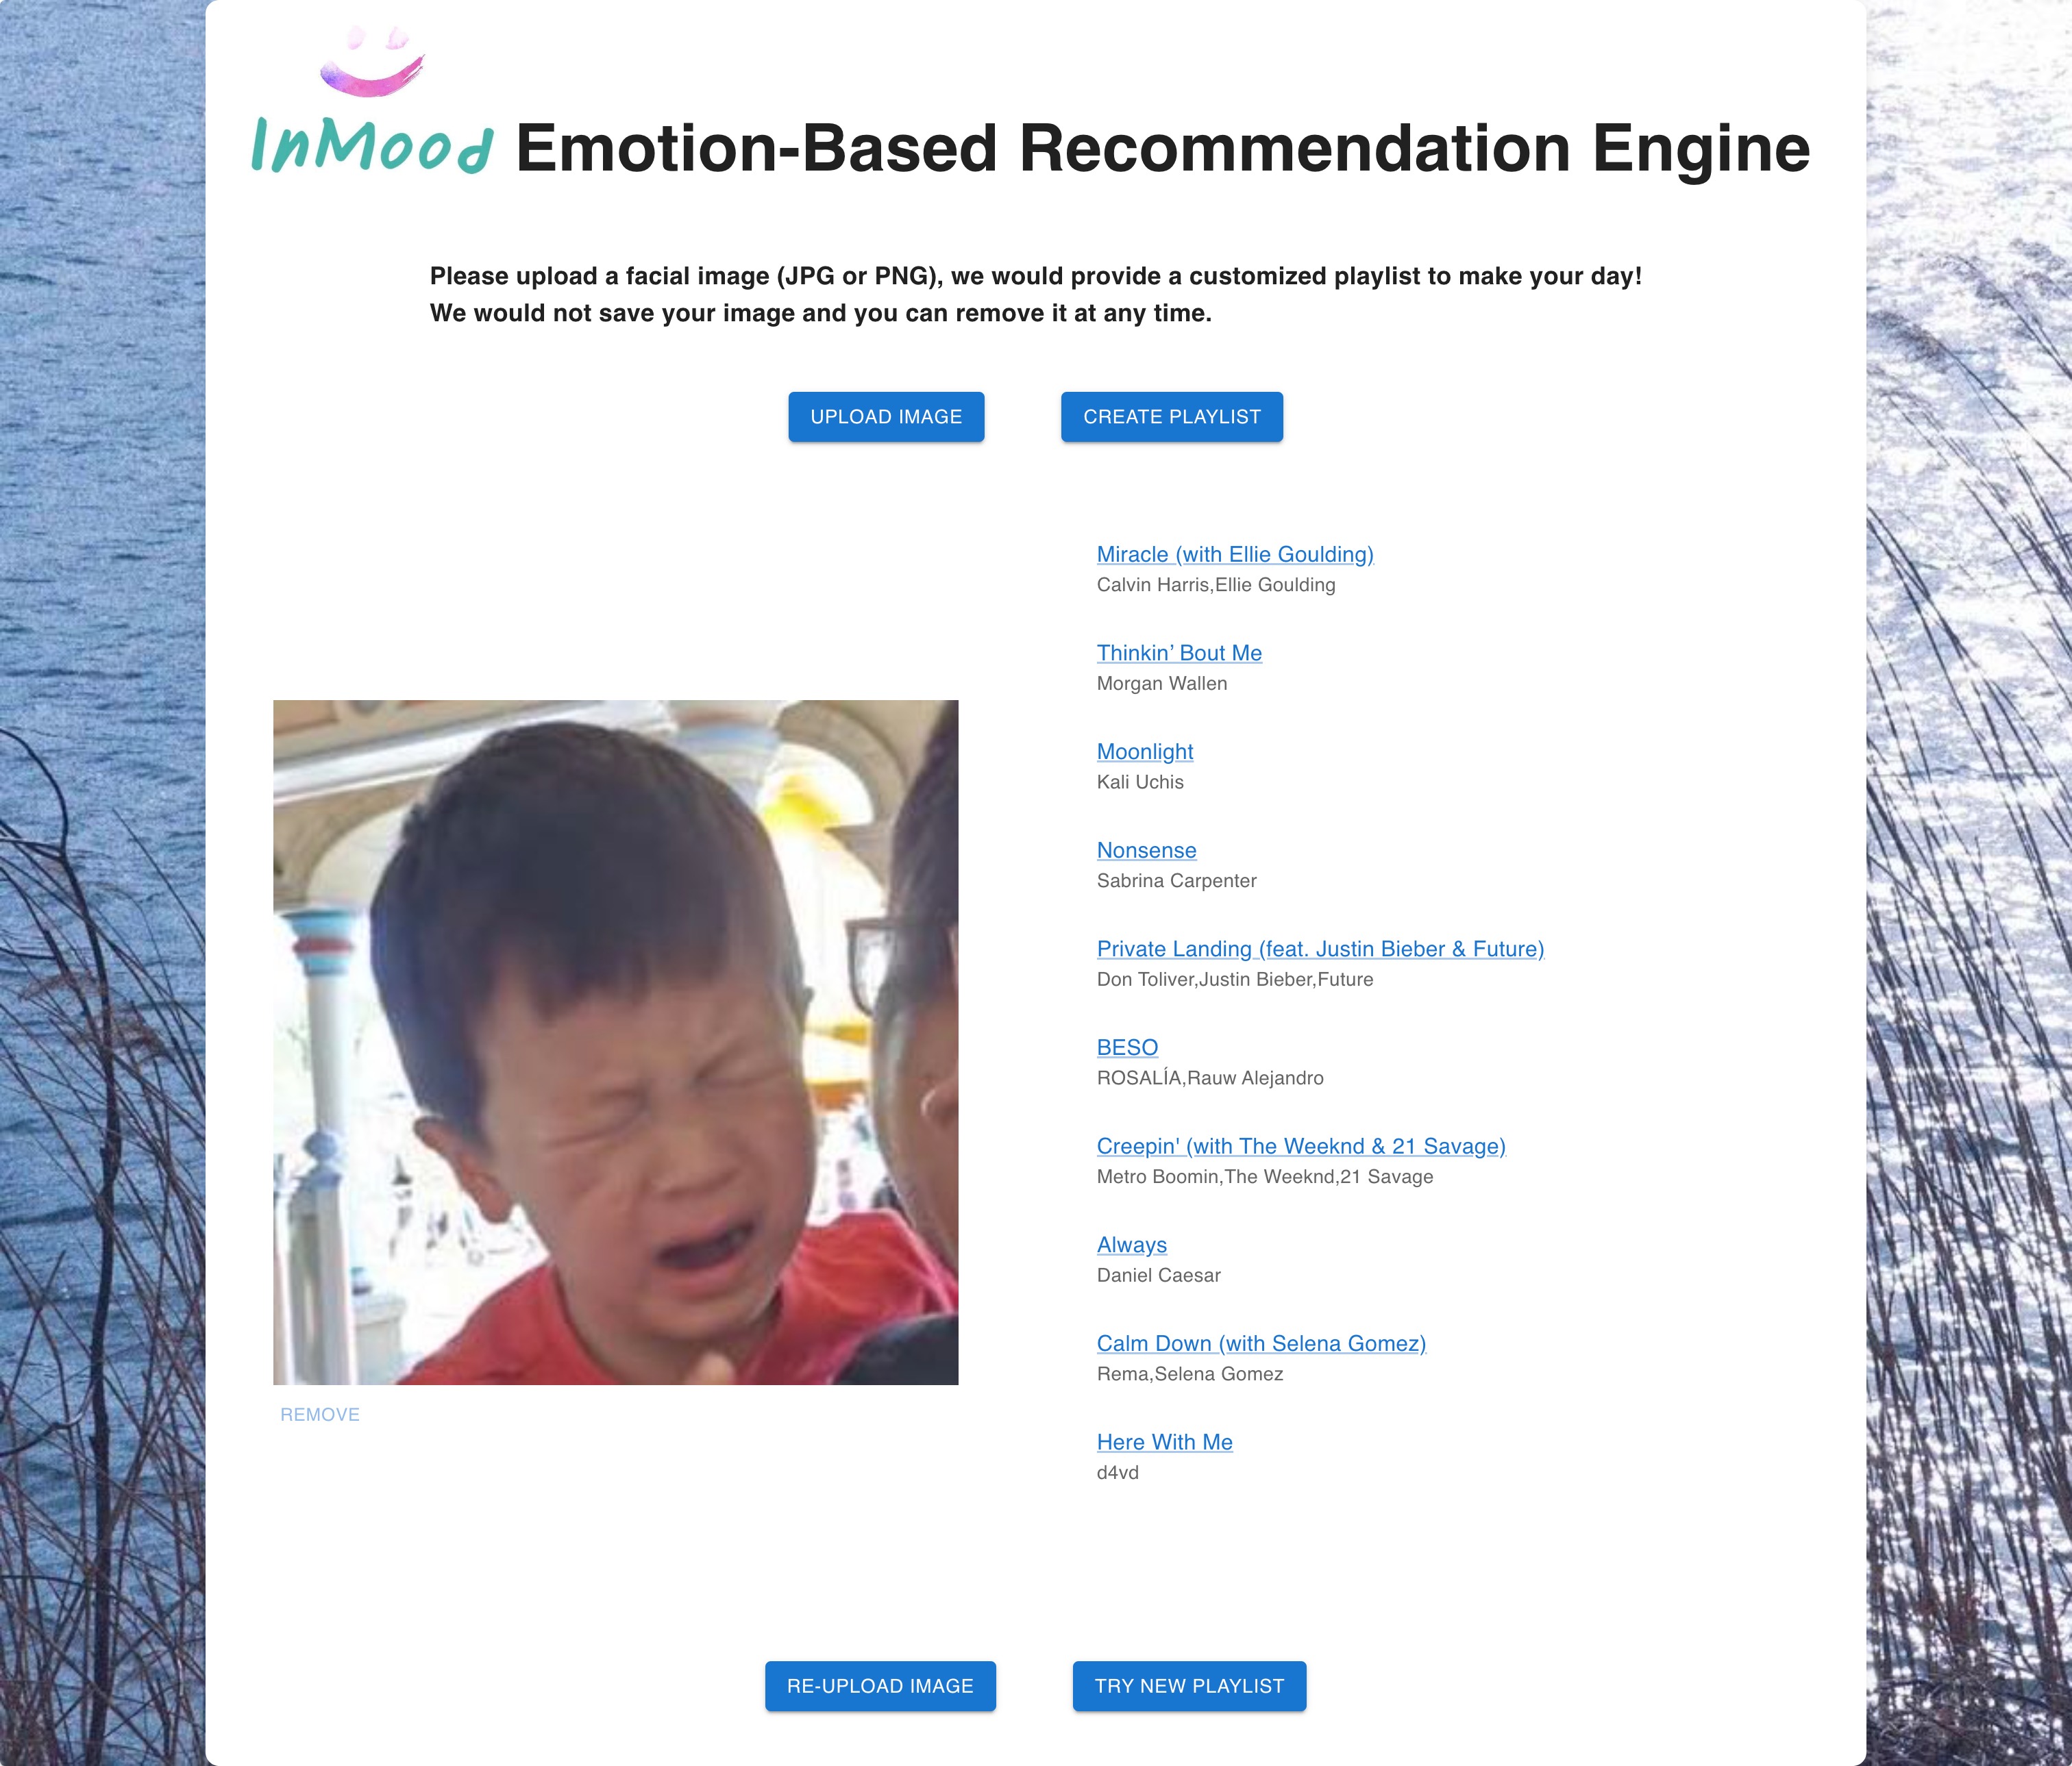 InMood Emotion-Based Recommendation Engine
Please upload a facial image (JPG or PNG), we would provide a customized playlist to make your day!
We would not save your image and you can remove it at any time.
UPLOAD IMAGE
CREATE PLAYLIST
Miracle (with Ellie Goulding)
Calvin Harris,Ellie Goulding
Thinkin’ Bout Me
Morgan Wallen
Moonlight
Kali Uchis
Nonsense
Sabrina Carpenter
Private Landing (feat. Justin Bieber & Future)
Don Toliver,Justin Bieber,Future
BESO
ROSALÍA,Rauw Alejandro
Creepin' (with The Weeknd & 21 Savage)
Metro Boomin,The Weeknd,21 Savage
Always
Daniel Caesar
Calm Down (with Selena Gomez)
Rema,Selena Gomez
Here With Me
d4vd
REMOVE
RE-UPLOAD IMAGE
TRY NEW PLAYLIST